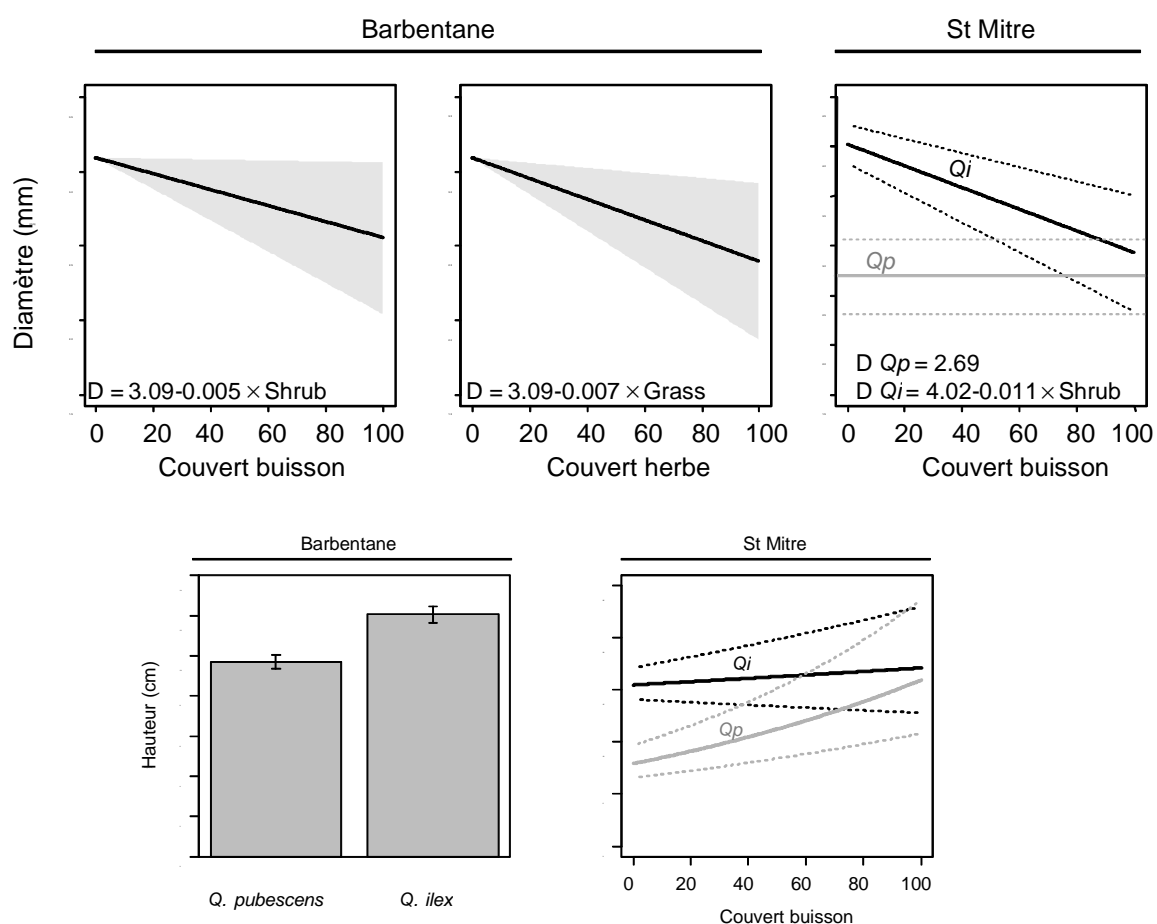 Barbentane
St Mitre
Diamètre (mm)
D = 3.09-0.005 × Shrub
0 20 40 60 80 100
Couvert buisson
D = 3.09-0.007 × Grass
0 20 40 60 80 100
Couvert herbe
Qi
Qp
D Qp = 2.69
D Qi = 4.02-0.011 × Shrub
0 20 40 60 80 100
Couvert buisson
Barbentane
St Mitre
Hauteur (cm)
Q. pubescens Q. ilex
Qi
Qp
0 20 40 60 80 100
Couvert buisson